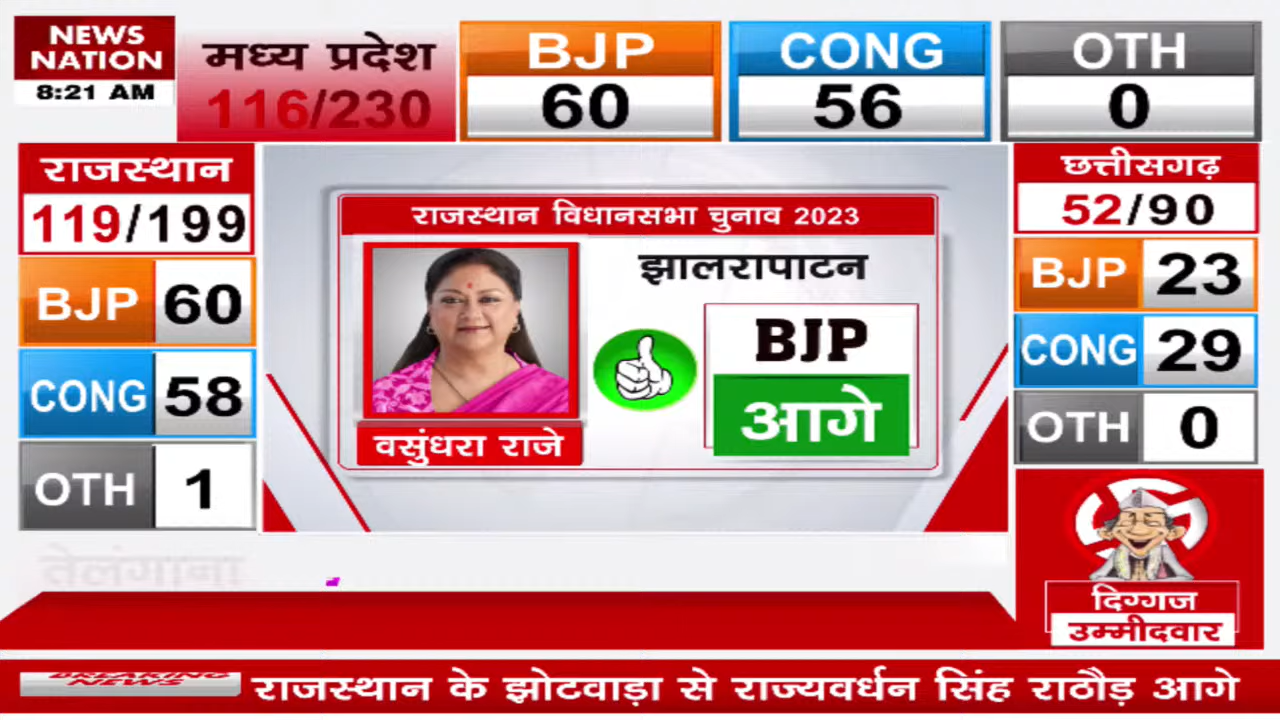 NEWS
NATION
8:21 AM
मध्य प्रदेश
116/230
BJP
60
CONG
56
OTH
0
राजस्थान
119/199
BJP 60
CONG 58
OTH 1
राजस्थान विधानसभा चुनाव 2023
झालरापाटन
BJP
आगे
वसुंधरा राजे
छत्तीसगढ़
52/90
BJP 23
CONG 29
OTH 0
दिग्गज
उम्मीदवार
तेलंगाना
BREAKING
NEWS
राजस्थान के झोटवाड़ा से राज्यवर्धन सिंह राठौड़ आगे